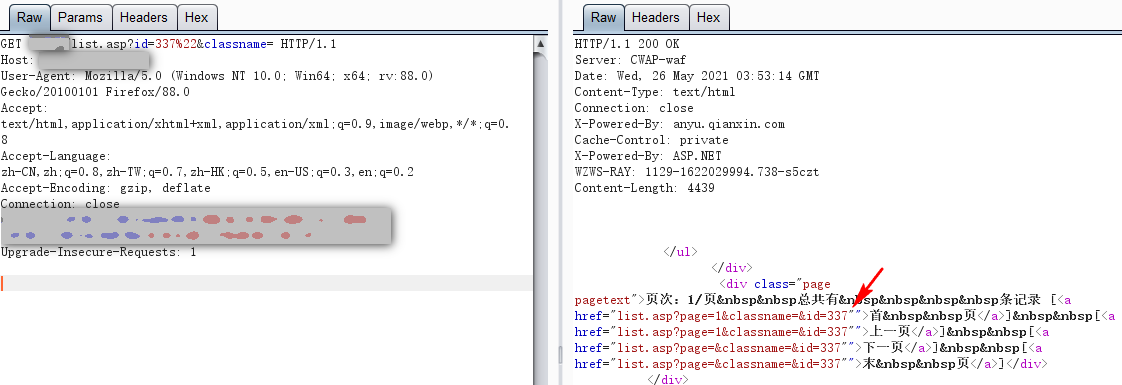 Raw Params Headers Hex
GET list.asp?id=337%22&classname= HTTP/1.1
Host:
User-Agent: Mozilla/5.0 (Windows NT 10.0; Win64; x64; rv:88.0)
Gecko/20100101 Firefox/88.0
Accept:
text/html,application/xhtml+xml,application/xml;q=0.9,image/webp,*/*;q=0.
8
Accept-Language:
zh-CN,zh;q=0.8,zh-TW;q=0.7,zh-HK;q=0.5,en-US;q=0.3,en;q=0.2
Accept-Encoding: gzip, deflate
Connection: close
Upgrade-Insecure-Requests: 1
Raw Headers Hex
HTTP/1.1 200 OK
Server: CWAP-waf
Date: Wed, 26 May 2021 03:53:14 GMT
Content-Type: text/html
Connection: close
X-Powered-By: anyu.qianxin.com
Cache-Control: private
X-Powered-By: ASP.NET
WZWS-RAY: 1129-1622029994.738-s5czt
Content-Length: 4439
</ul>
</div>
<div class="page
pagetext">页次：1/页&nbsp&nbsp总共有&nbsp&nbsp&nbsp&nbsp条记录 [<a
href="list.asp?page=1&classname=&id=337"">首&nbsp&nbsp页</a>]&nbsp&nbsp[<a
href="list.asp?page=1&classname=&id=337"">上一页</a>]&nbsp&nbsp[<a
href="list.asp?page=&classname=&id=337"">下一页</a>]&nbsp&nbsp[<a
href="list.asp?page=&classname=&id=337"">末&nbsp&nbsp页</a>]</div>
</div>